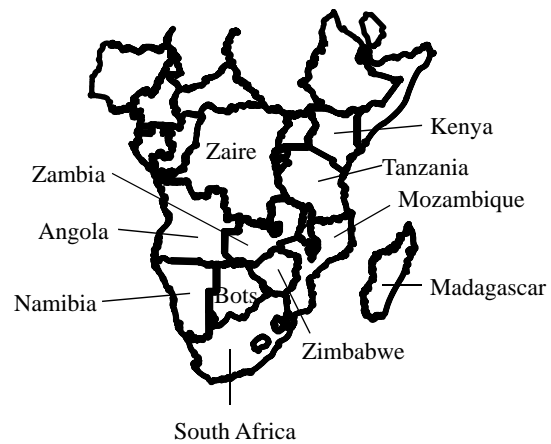 Kenya
Zaire
Tanzania
Zambia
Mozambique
Angola
Madagascar
Bots
Namibia
Zimbabwe
South Africa